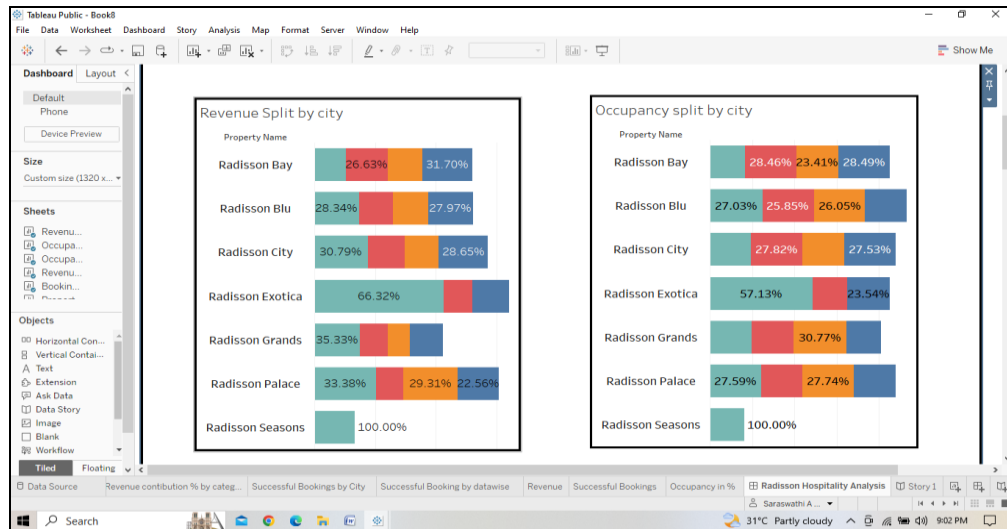 Tableau Public - Book8
File Data Worksheet Dashboard Story Analysis Map Format Server Window Help
Show Me
Dashboard Layout
Default
Phone
Device Preview
Size
Custom size (1320 x...
Sheets
Revenu...
Occupa...
Occupa...
Revenu...
Bookin...
Objects
Horizontal Con...
Vertical Contai...
Text
Extension
Ask Data
Data Story
Image
Blank
Workflow
Tiled Floating
Revenue Split by city
Property Name
Radisson Bay 26.63% 31.70%
Radisson Blu 28.34% 27.97%
Radisson City 30.79% 28.65%
Radisson Exotica 66.32%
Radisson Grands 35.33%
Radisson Palace 33.38% 29.31% 22.56%
Radisson Seasons 100.00%
Occupancy split by city
Property Name
Radisson Bay 28.46% 23.41% 28.49%
Radisson Blu 27.03% 25.85% 26.05%
Radisson City 27.82% 27.53%
Radisson Exotica 57.13% 23.54%
Radisson Grands 30.77%
Radisson Palace 27.59% 27.74%
Radisson Seasons 100.00%
Data Source Revenue contibution % by categ... Successful Bookings by City Successful Booking by datawise Revenue Successful Bookings Occupancy in % Radisson Hospitality Analysis Story 1
Saraswathi A...
Search 31°C Partly cloudy 9:02 PM